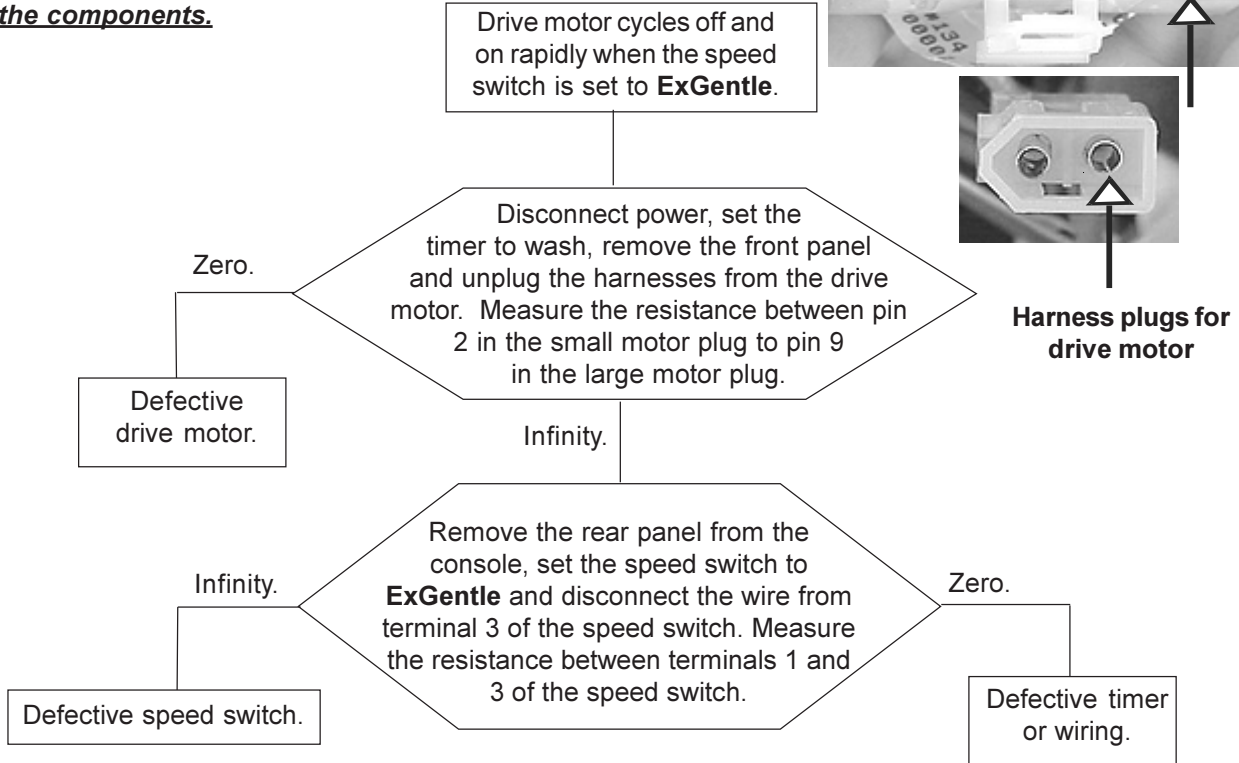 the components.
Drive motor cycles off and
on rapidly when the speed
switch is set to ExGentle.
Disconnect power, set the
timer to wash, remove the front panel
and unplug the harnesses from the drive
motor. Measure the resistance between pin
2 in the small motor plug to pin 9
in the large motor plug.
Zero.
Defective
drive motor.
Infinity.
Harness plugs for
drive motor
Remove the rear panel from the
console, set the speed switch to
ExGentle and disconnect the wire from
terminal 3 of the speed switch. Measure
the resistance between terminals 1 and
3 of the speed switch.
Infinity.
Defective speed switch.
Zero.
Defective timer
or wiring.